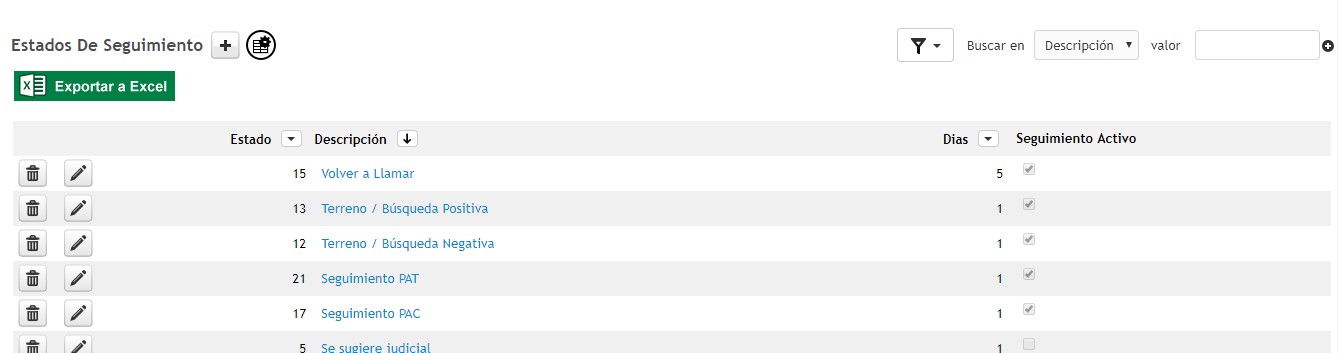 Estados De Seguimiento
Buscar en Descripción valor
Exportar a Excel
Estado Descripción Dias Seguimiento Activo
15 Volver a Llamar 5
13 Terreno / Búsqueda Positiva 1
12 Terreno / Búsqueda Negativa 1
21 Seguimiento PAT 1
17 Seguimiento PAC 1
5 Se sugiere judicial 1